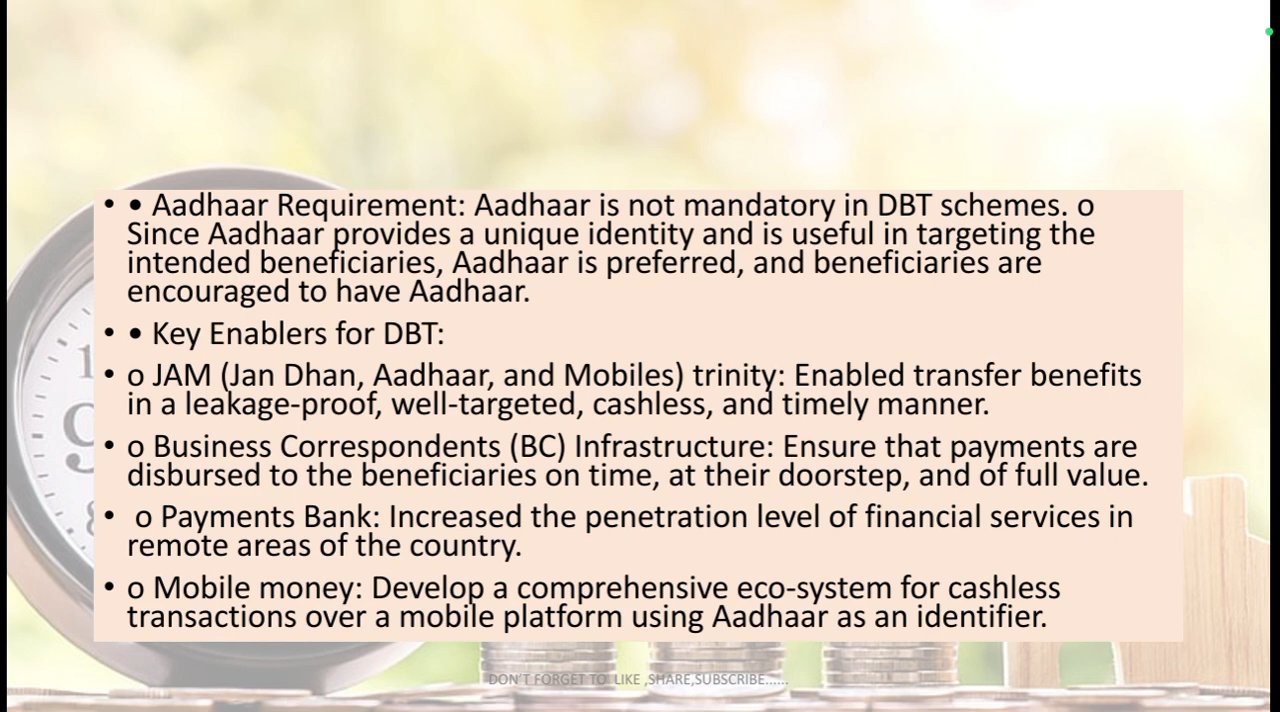 • • Aadhaar Requirement: Aadhaar is not mandatory in DBT schemes. o
Since Aadhaar provides a unique identity and is useful in targeting the
intended beneficiaries, Aadhaar is preferred, and beneficiaries are
encouraged to have Aadhaar.
• • Key Enablers for DBT:
• o JAM (Jan Dhan, Aadhaar, and Mobiles) trinity: Enabled transfer benefits
in a leakage-proof, well-targeted, cashless, and timely manner.
• o Business Correspondents (BC) Infrastructure: Ensure that payments are
disbursed to the beneficiaries on time, at their doorstep, and of full value.
• o Payments Bank: Increased the penetration level of financial services in
remote areas of the country.
• o Mobile money: Develop a comprehensive eco-system for cashless
transactions over a mobile platform using Aadhaar as an identifier.
DON'T FORGET TO LIKE ,SHARE,SUBSCRIBE......